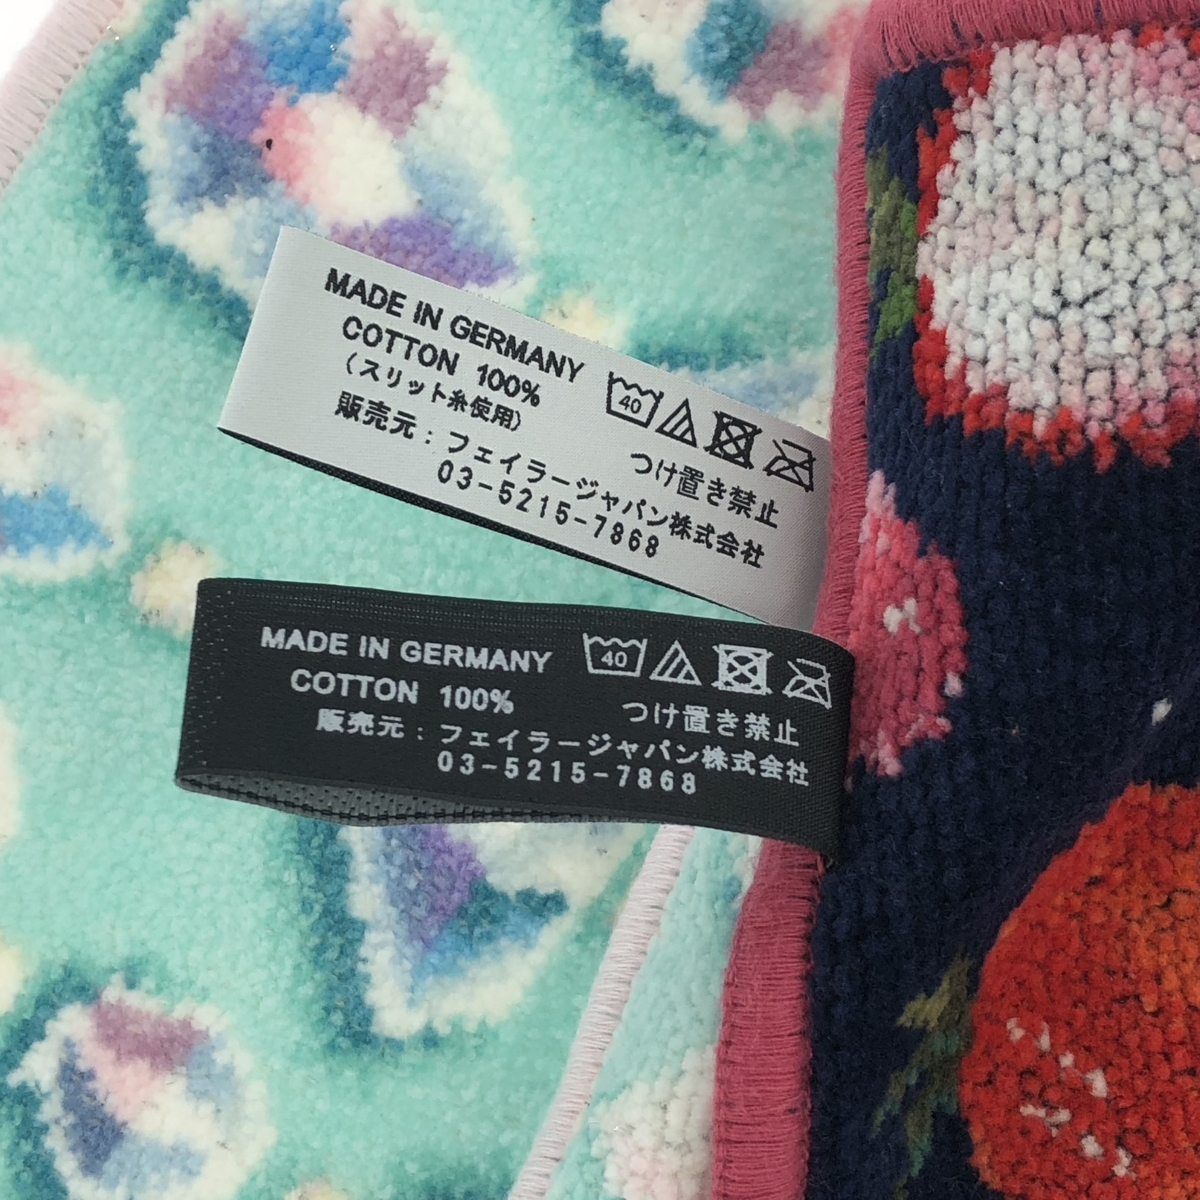 MADE IN GERMANY
COTTON 100%
(スリット糸使用)
40
つけ置き禁止
販売元：フェイラージャパン株式会社
03-5215-7868
MADE IN GERMANY
COTTON 100%
40
つけ置き禁止
販売元：フェイラージャパン株式会社
03-5215-7868